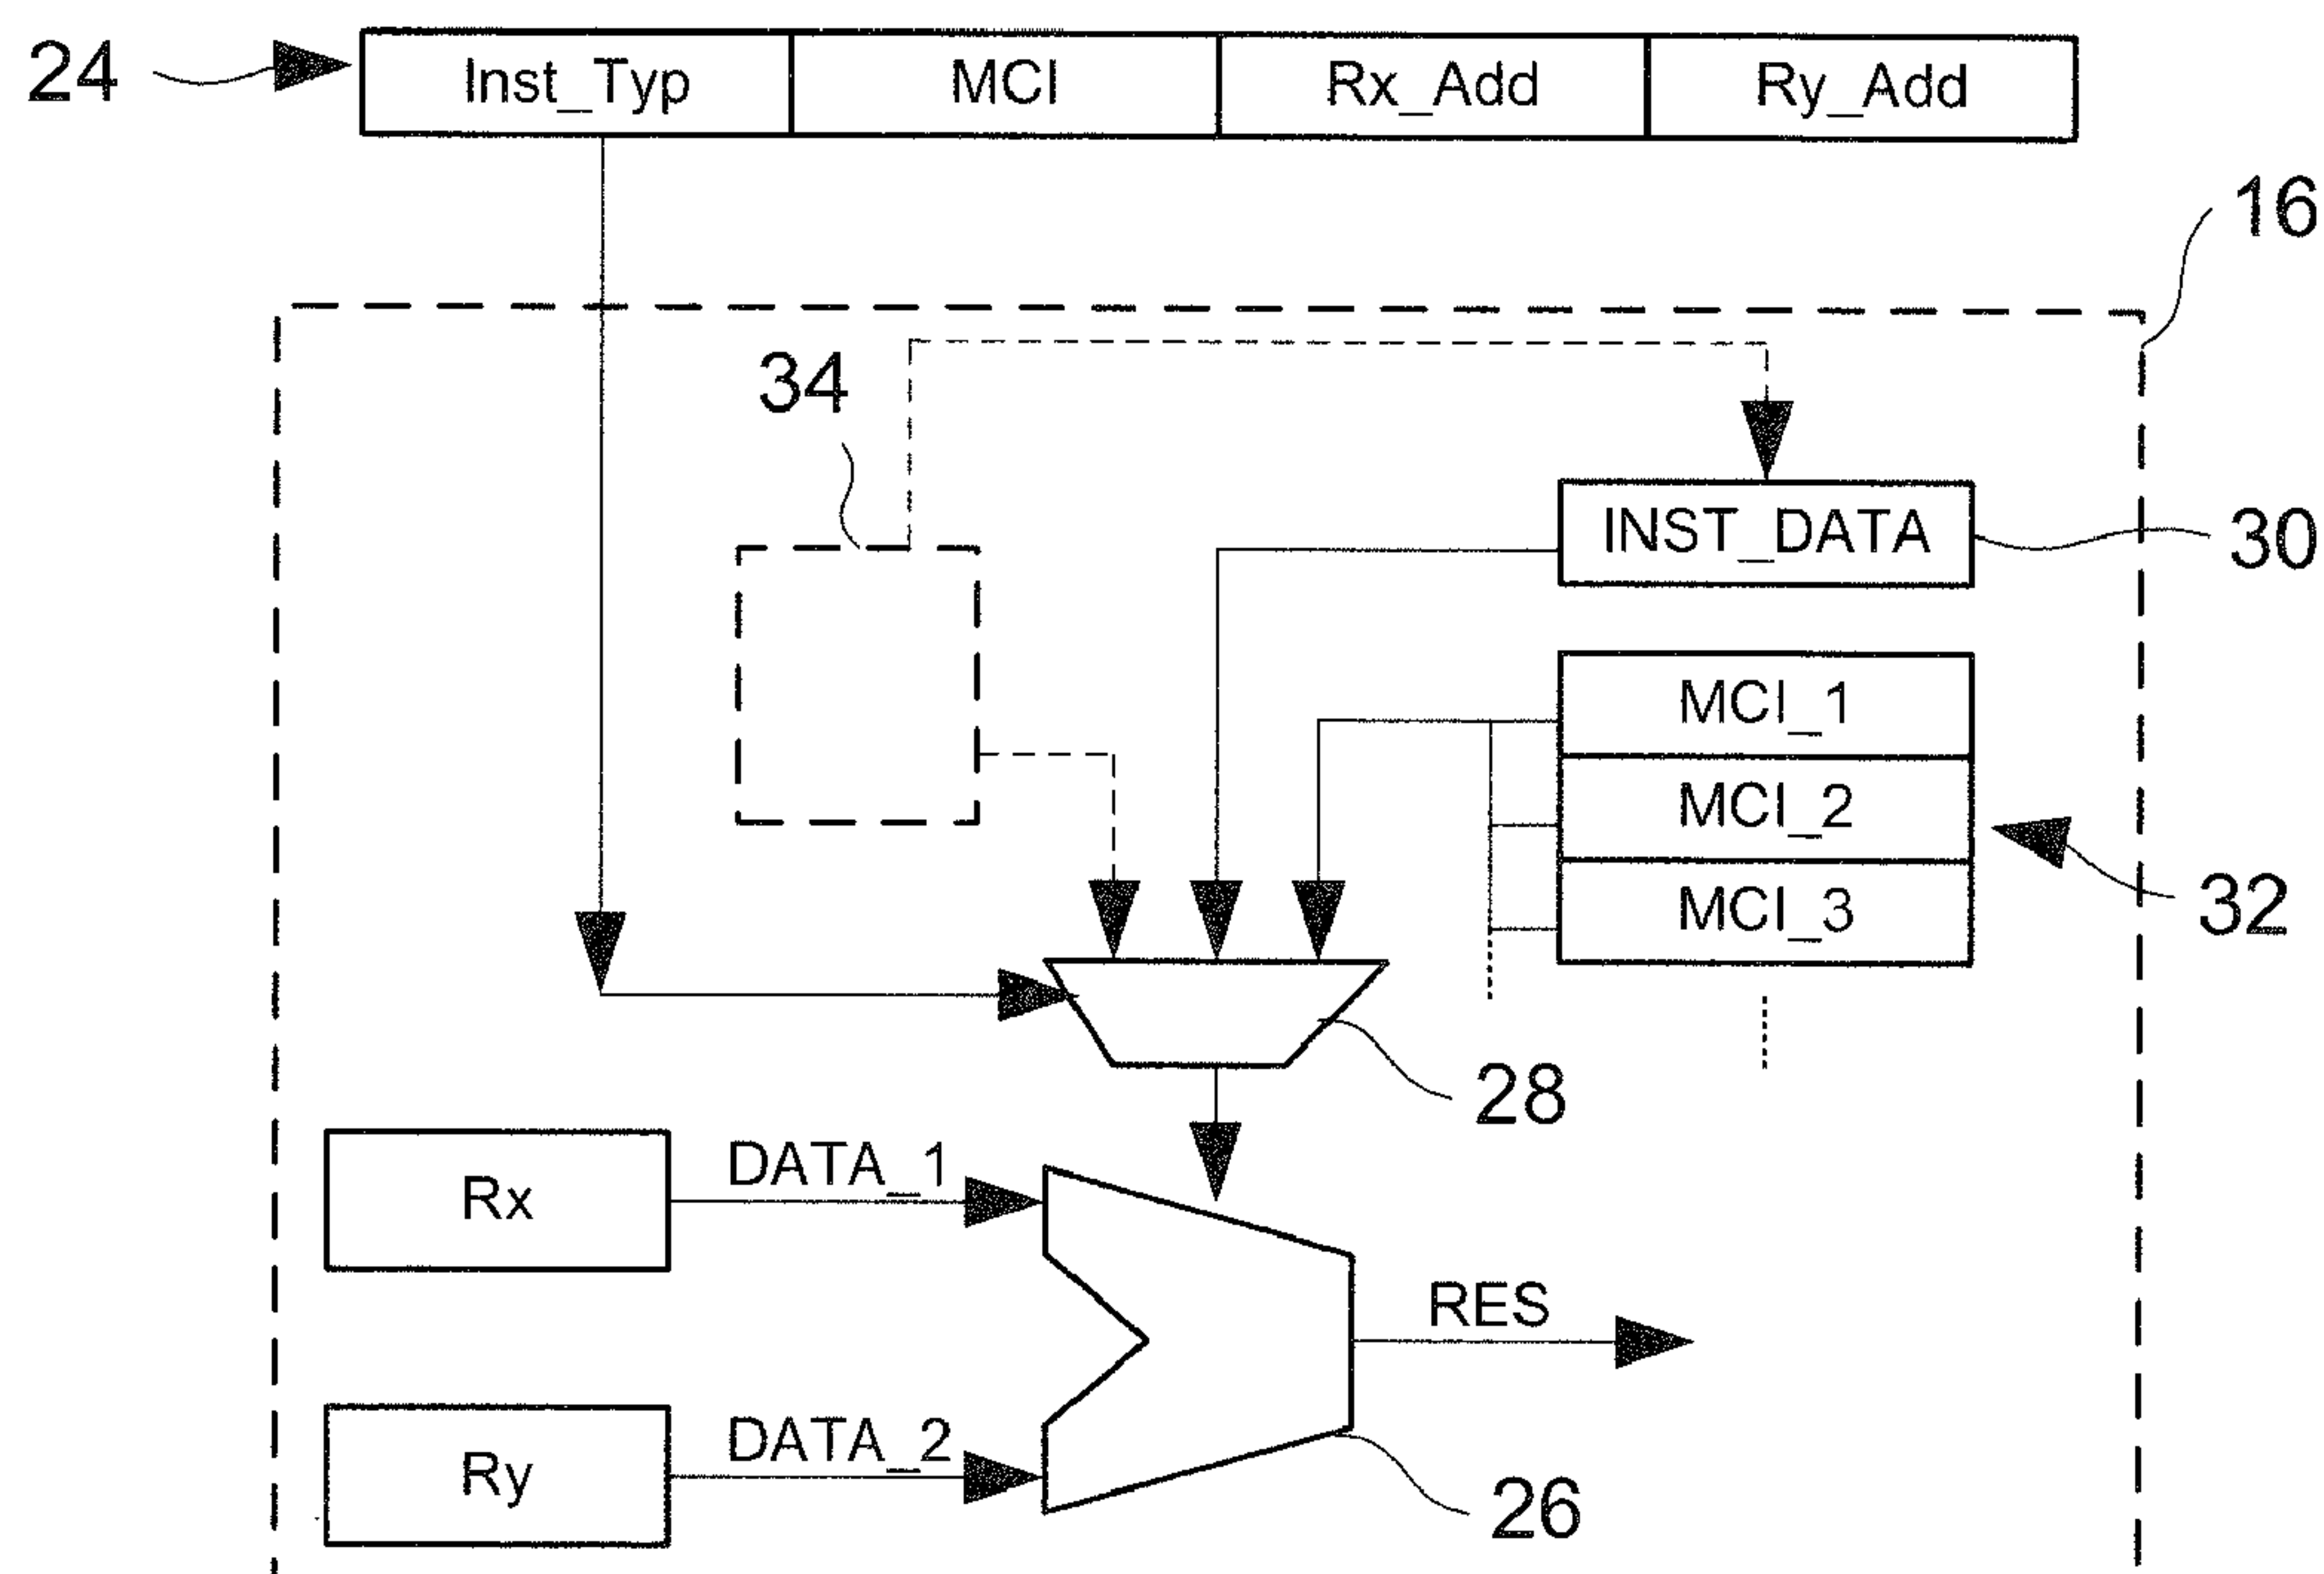 24
Inst_Typ MCI Rx_Add Ry_Add
16
34
INST_DATA
30
MCI_1
MCI_2
MCI_3
32
28
Rx
DATA_1
RES
Ry
DATA_2
26